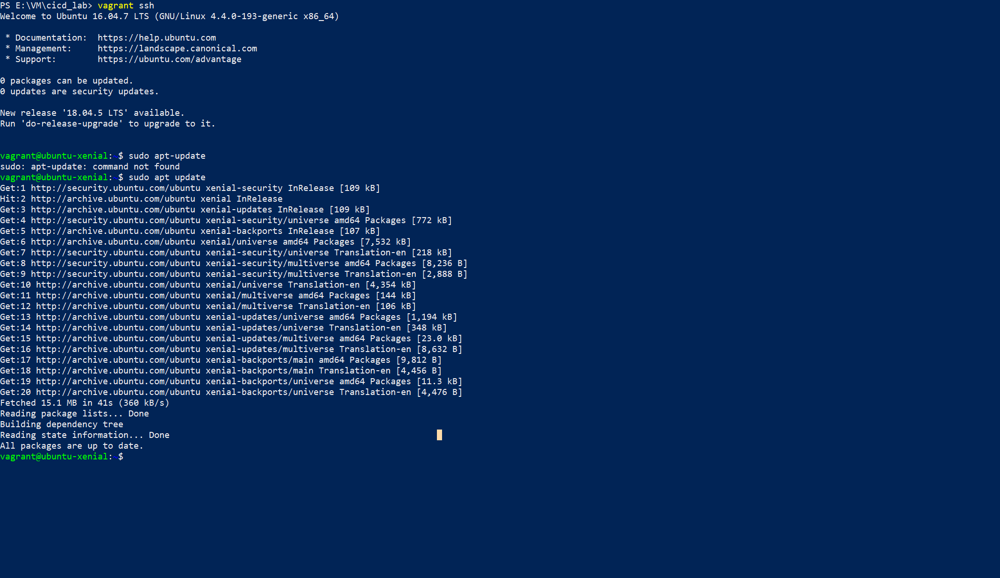 PS E:\VM\cicd_lab> vagrant ssh
Welcome to Ubuntu 16.04.7 LTS (GNU/Linux 4.4.0-193-generic x86_64)
* Documentation:  https://help.ubuntu.com
* Management:     https://landscape.canonical.com
* Support:        https://ubuntu.com/advantage
0 packages can be updated.
0 updates are security updates.
New release '18.04.5 LTS' available.
Run 'do-release-upgrade' to upgrade to it.
vagrant@ubuntu-xenial:~$ sudo apt-update
sudo: apt-update: command not found
vagrant@ubuntu-xenial:~$ sudo apt update
Get:1 http://security.ubuntu.com/ubuntu xenial-security InRelease [109 kB]
Hit:2 http://archive.ubuntu.com/ubuntu xenial InRelease
Get:3 http://archive.ubuntu.com/ubuntu xenial-updates InRelease [109 kB]
Get:4 http://security.ubuntu.com/ubuntu xenial-security/universe amd64 Packages [772 kB]
Get:5 http://archive.ubuntu.com/ubuntu xenial-backports InRelease [107 kB]
Get:6 http://archive.ubuntu.com/ubuntu xenial/universe amd64 Packages [7,532 kB]
Get:7 http://security.ubuntu.com/ubuntu xenial-security/universe Translation-en [218 kB]
Get:8 http://security.ubuntu.com/ubuntu xenial-security/multiverse amd64 Packages [8,236 B]
Get:9 http://security.ubuntu.com/ubuntu xenial-security/multiverse Translation-en [2,888 B]
Get:10 http://archive.ubuntu.com/ubuntu xenial/universe Translation-en [4,354 kB]
Get:11 http://archive.ubuntu.com/ubuntu xenial/multiverse amd64 Packages [144 kB]
Get:12 http://archive.ubuntu.com/ubuntu xenial/multiverse Translation-en [106 kB]
Get:13 http://archive.ubuntu.com/ubuntu xenial-updates/universe amd64 Packages [1,194 kB]
Get:14 http://archive.ubuntu.com/ubuntu xenial-updates/universe Translation-en [348 kB]
Get:15 http://archive.ubuntu.com/ubuntu xenial-updates/multiverse amd64 Packages [23.0 kB]
Get:16 http://archive.ubuntu.com/ubuntu xenial-updates/multiverse Translation-en [8,632 B]
Get:17 http://archive.ubuntu.com/ubuntu xenial-backports/main amd64 Packages [9,812 B]
Get:18 http://archive.ubuntu.com/ubuntu xenial-backports/main Translation-en [4,456 B]
Get:19 http://archive.ubuntu.com/ubuntu xenial-backports/universe amd64 Packages [11.3 kB]
Get:20 http://archive.ubuntu.com/ubuntu xenial-backports/universe Translation-en [4,476 B]
Fetched 15.1 MB in 41s (360 kB/s)
Reading package lists... Done
Building dependency tree
Reading state information... Done
All packages are up to date.
vagrant@ubuntu-xenial:~$